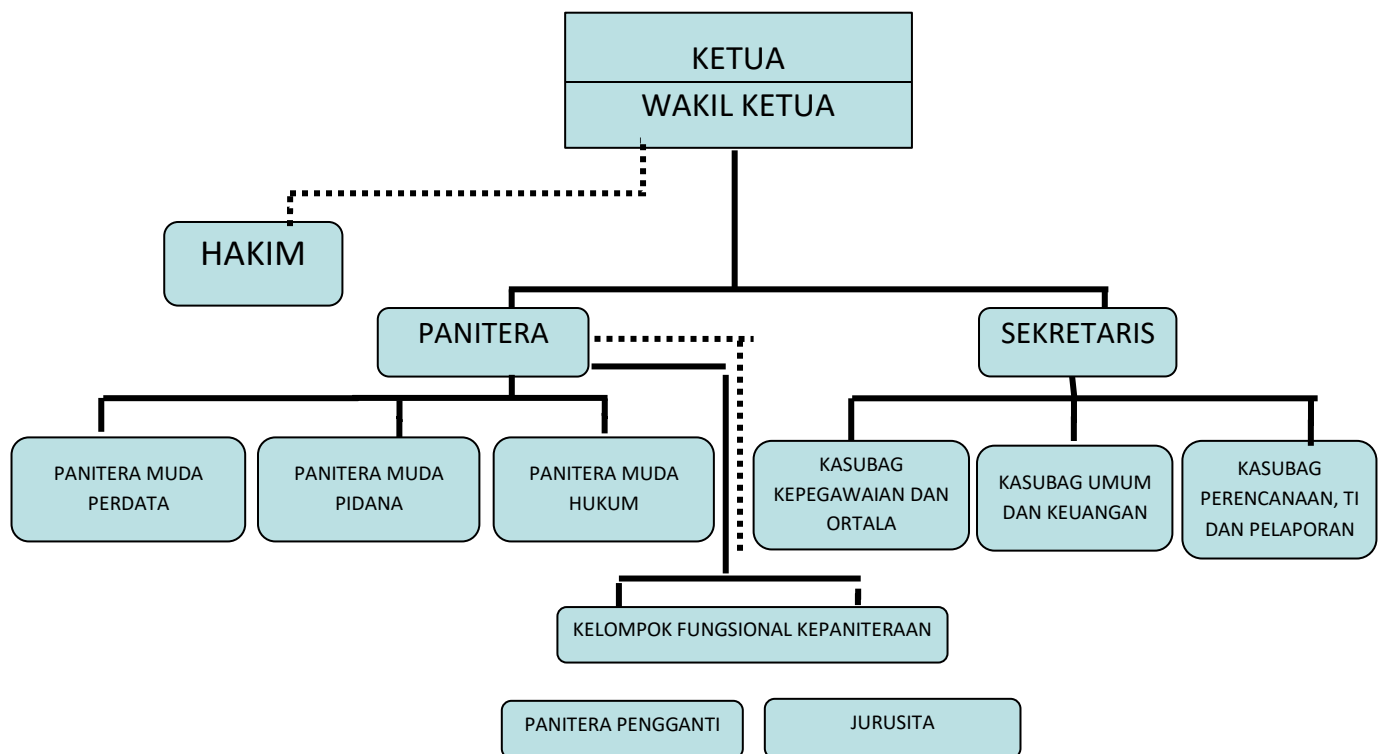 KETUA
WAKIL KETUA
HAKIM
PANITERA
SEKRETARIS
PANITERA MUDA
PERDATA
PANITERA MUDA
PIDANA
PANITERA MUDA
HUKUM
KASUBAG
KEPEGAWAIAN DAN
ORTALA
KASUBAG UMUM
DAN KEUANGAN
KASUBAG
PERENCANAAN, TI
DAN PELAPORAN
KELOMPOK FUNGSIONAL KEPANITERAAN
PANITERA PENGGANTI
JURUSITA